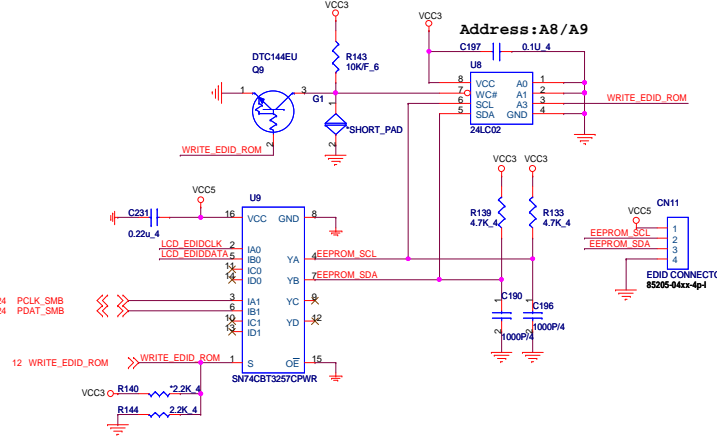 VCC3
VCC3
Address:A8/A9
C197 0.1U_4
DTC144EU
Q9
R143
10K/F_6
U8
8 VCC A0 1
7 WC# A1 2
6 SCL A3 3 WRITE_EDID_ROM
5 SDA GND 4
24LC02
1 3
G1
1
*SHORT_PAD
2
2
WRITE_EDID_ROM
VCC3 VCC3
VCC5
U9
C231
0.22u_4
16 VCC GND 8
R139
4.7K_4
R133
4.7K_4
CN11
VCC5
1
EEPROM_SCL 2
EEPROM_SDA 3
4
EDID CONNECTO
85205-04xx-4p-l
LCD_EDIDCLK 2 IA0 YA 4 EEPROM_SCL
LCD_EDIDDATA 5 IB0
11 IC0
14 ID0 YB 7 EEPROM_SDA
24 PCLK_SMB 3 IA1 YC 9
24 PDAT_SMB 6 IB1
10 IC1 YD 12
13 ID1
C190
1000P/4
C196
1000P/4
1 1
2 2
12 WRITE_EDID_ROM WRITE_EDID_ROM 1 S OE 15
SN74CBT3257CPWR
VCC3 R140 *2.2K_4
R144 2.2K_4